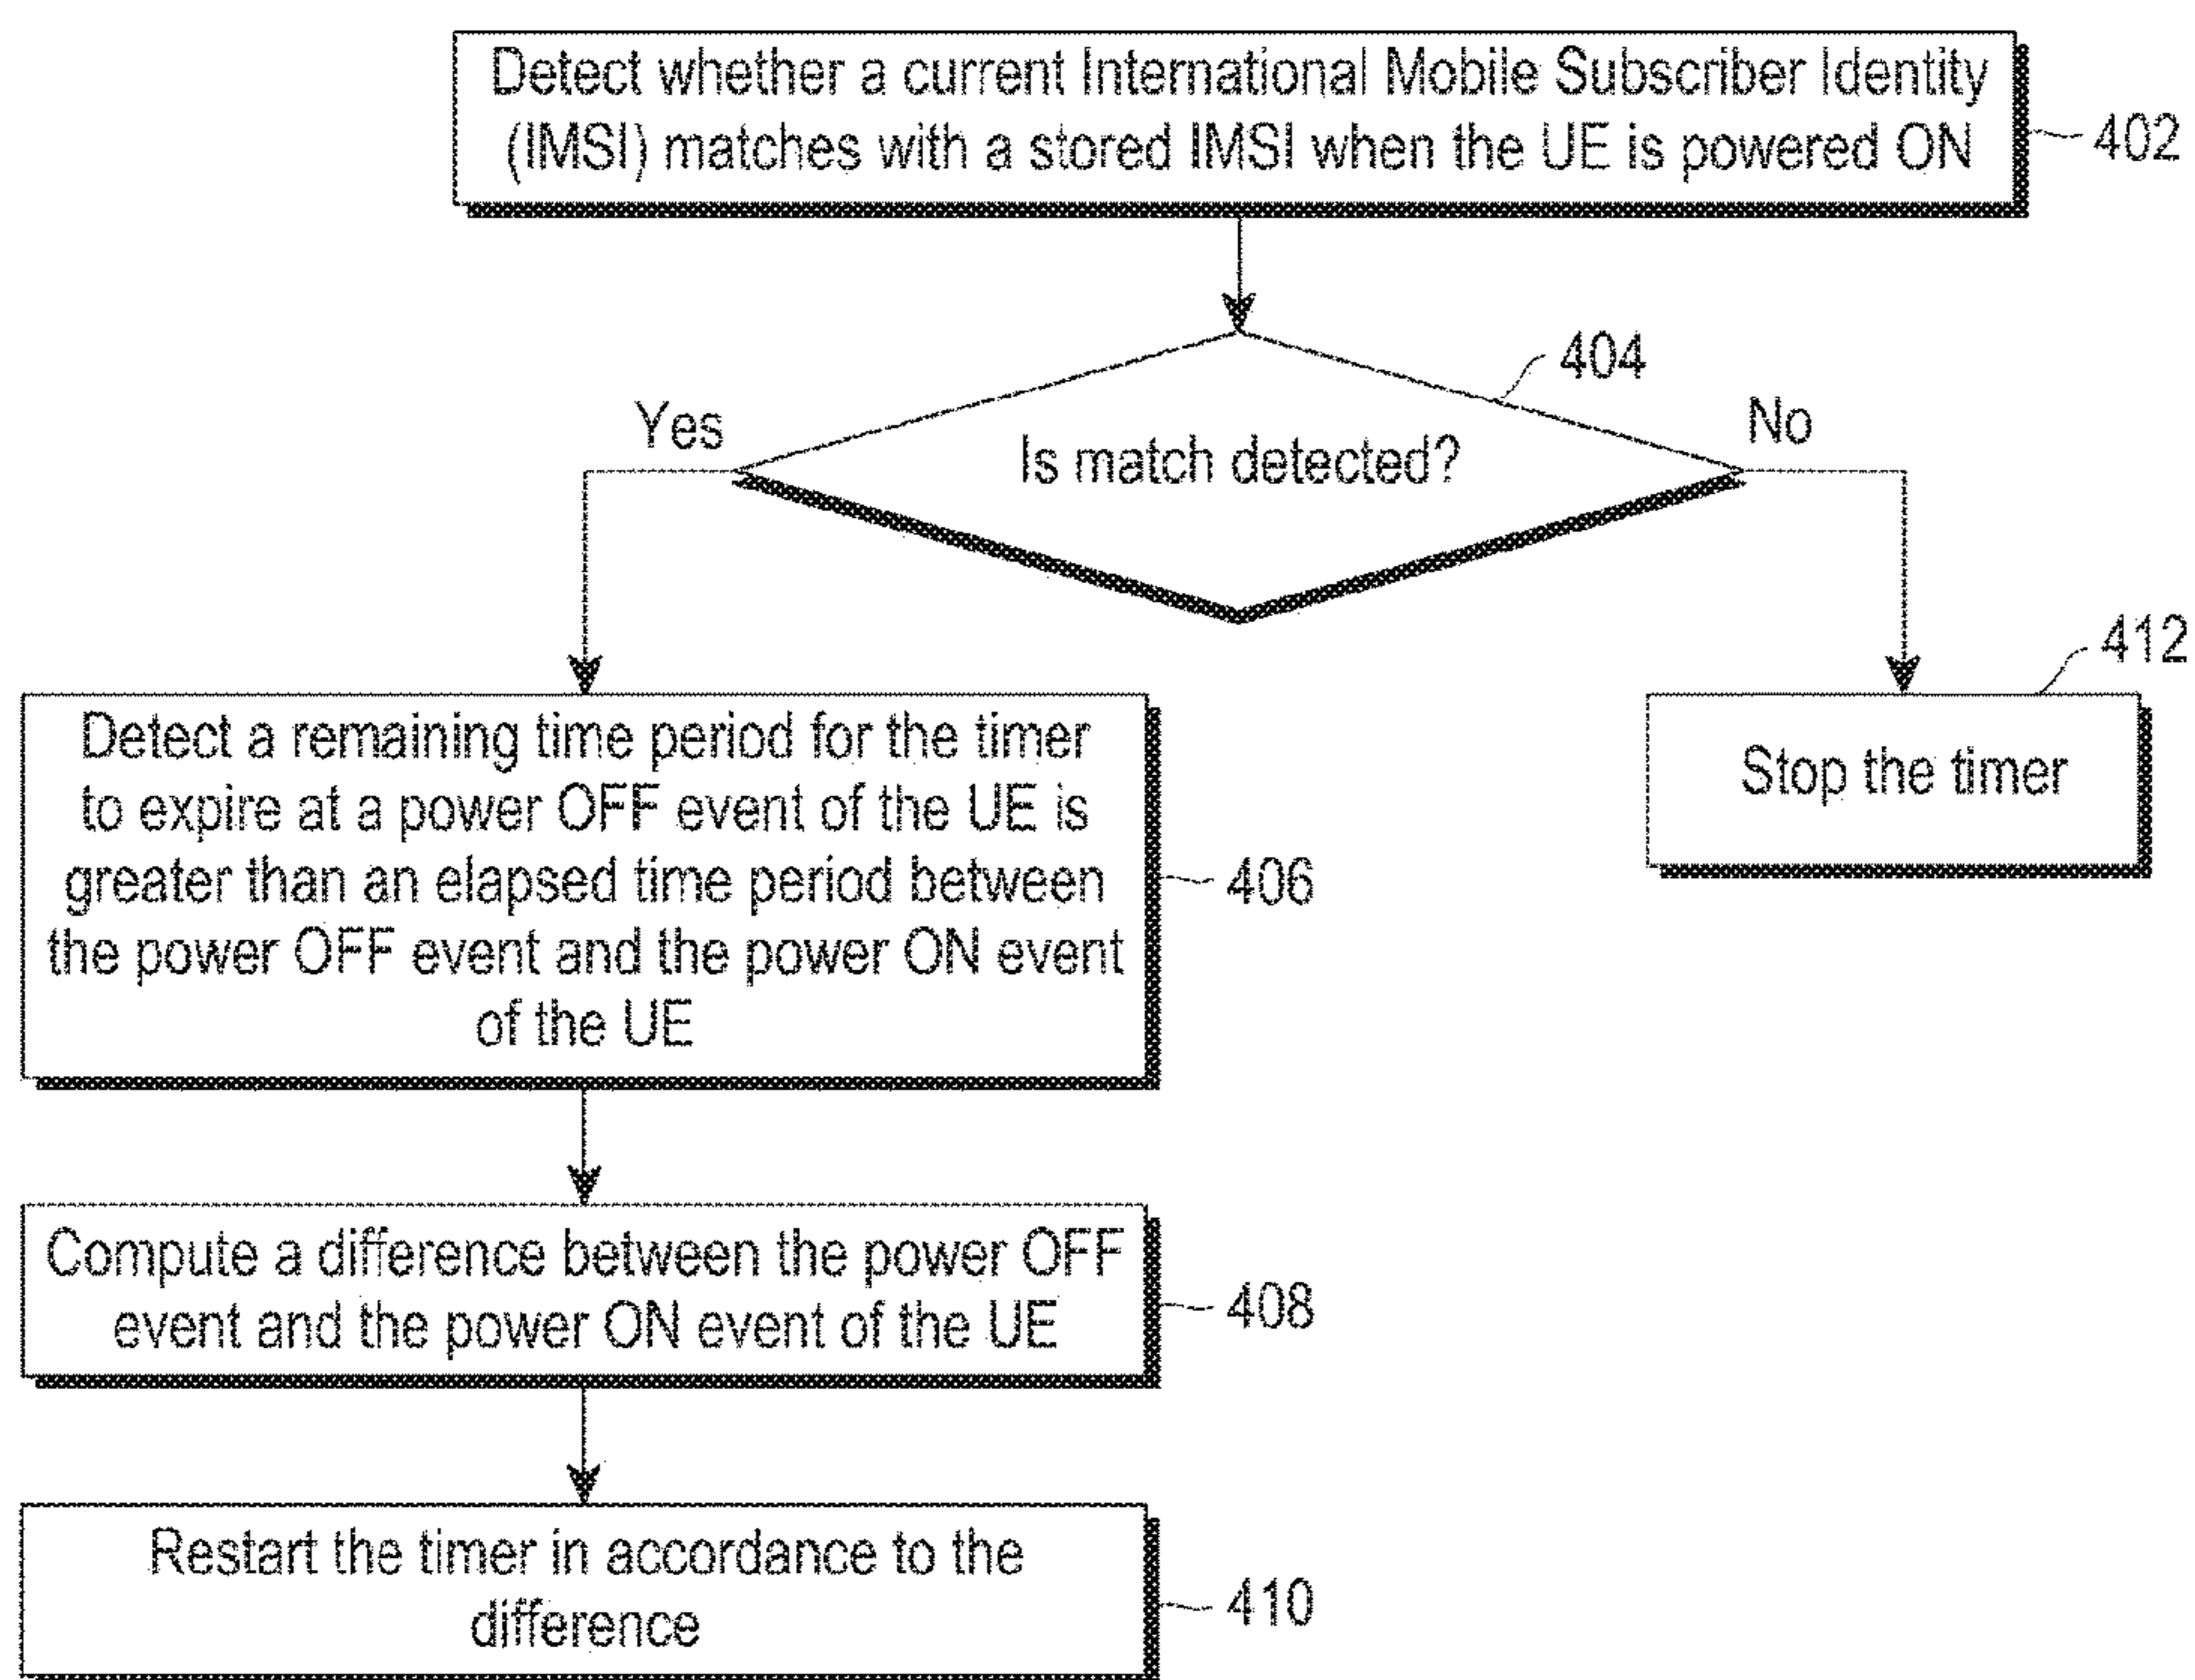 Detect whether a current International Mobile Subscriber Identity
(IMSI) matches with a stored IMSI when the UE is powered ON
402
404
Yes
No
Is match detected?
412
Detect a remaining time period for the timer
to expire at a power OFF event of the UE is
greater than an elapsed time period between
the power OFF event and the power ON event
of the UE
Stop the timer
406
Compute a difference between the power OFF
event and the power ON event of the UE
408
Restart the timer in accordance to the
difference
410